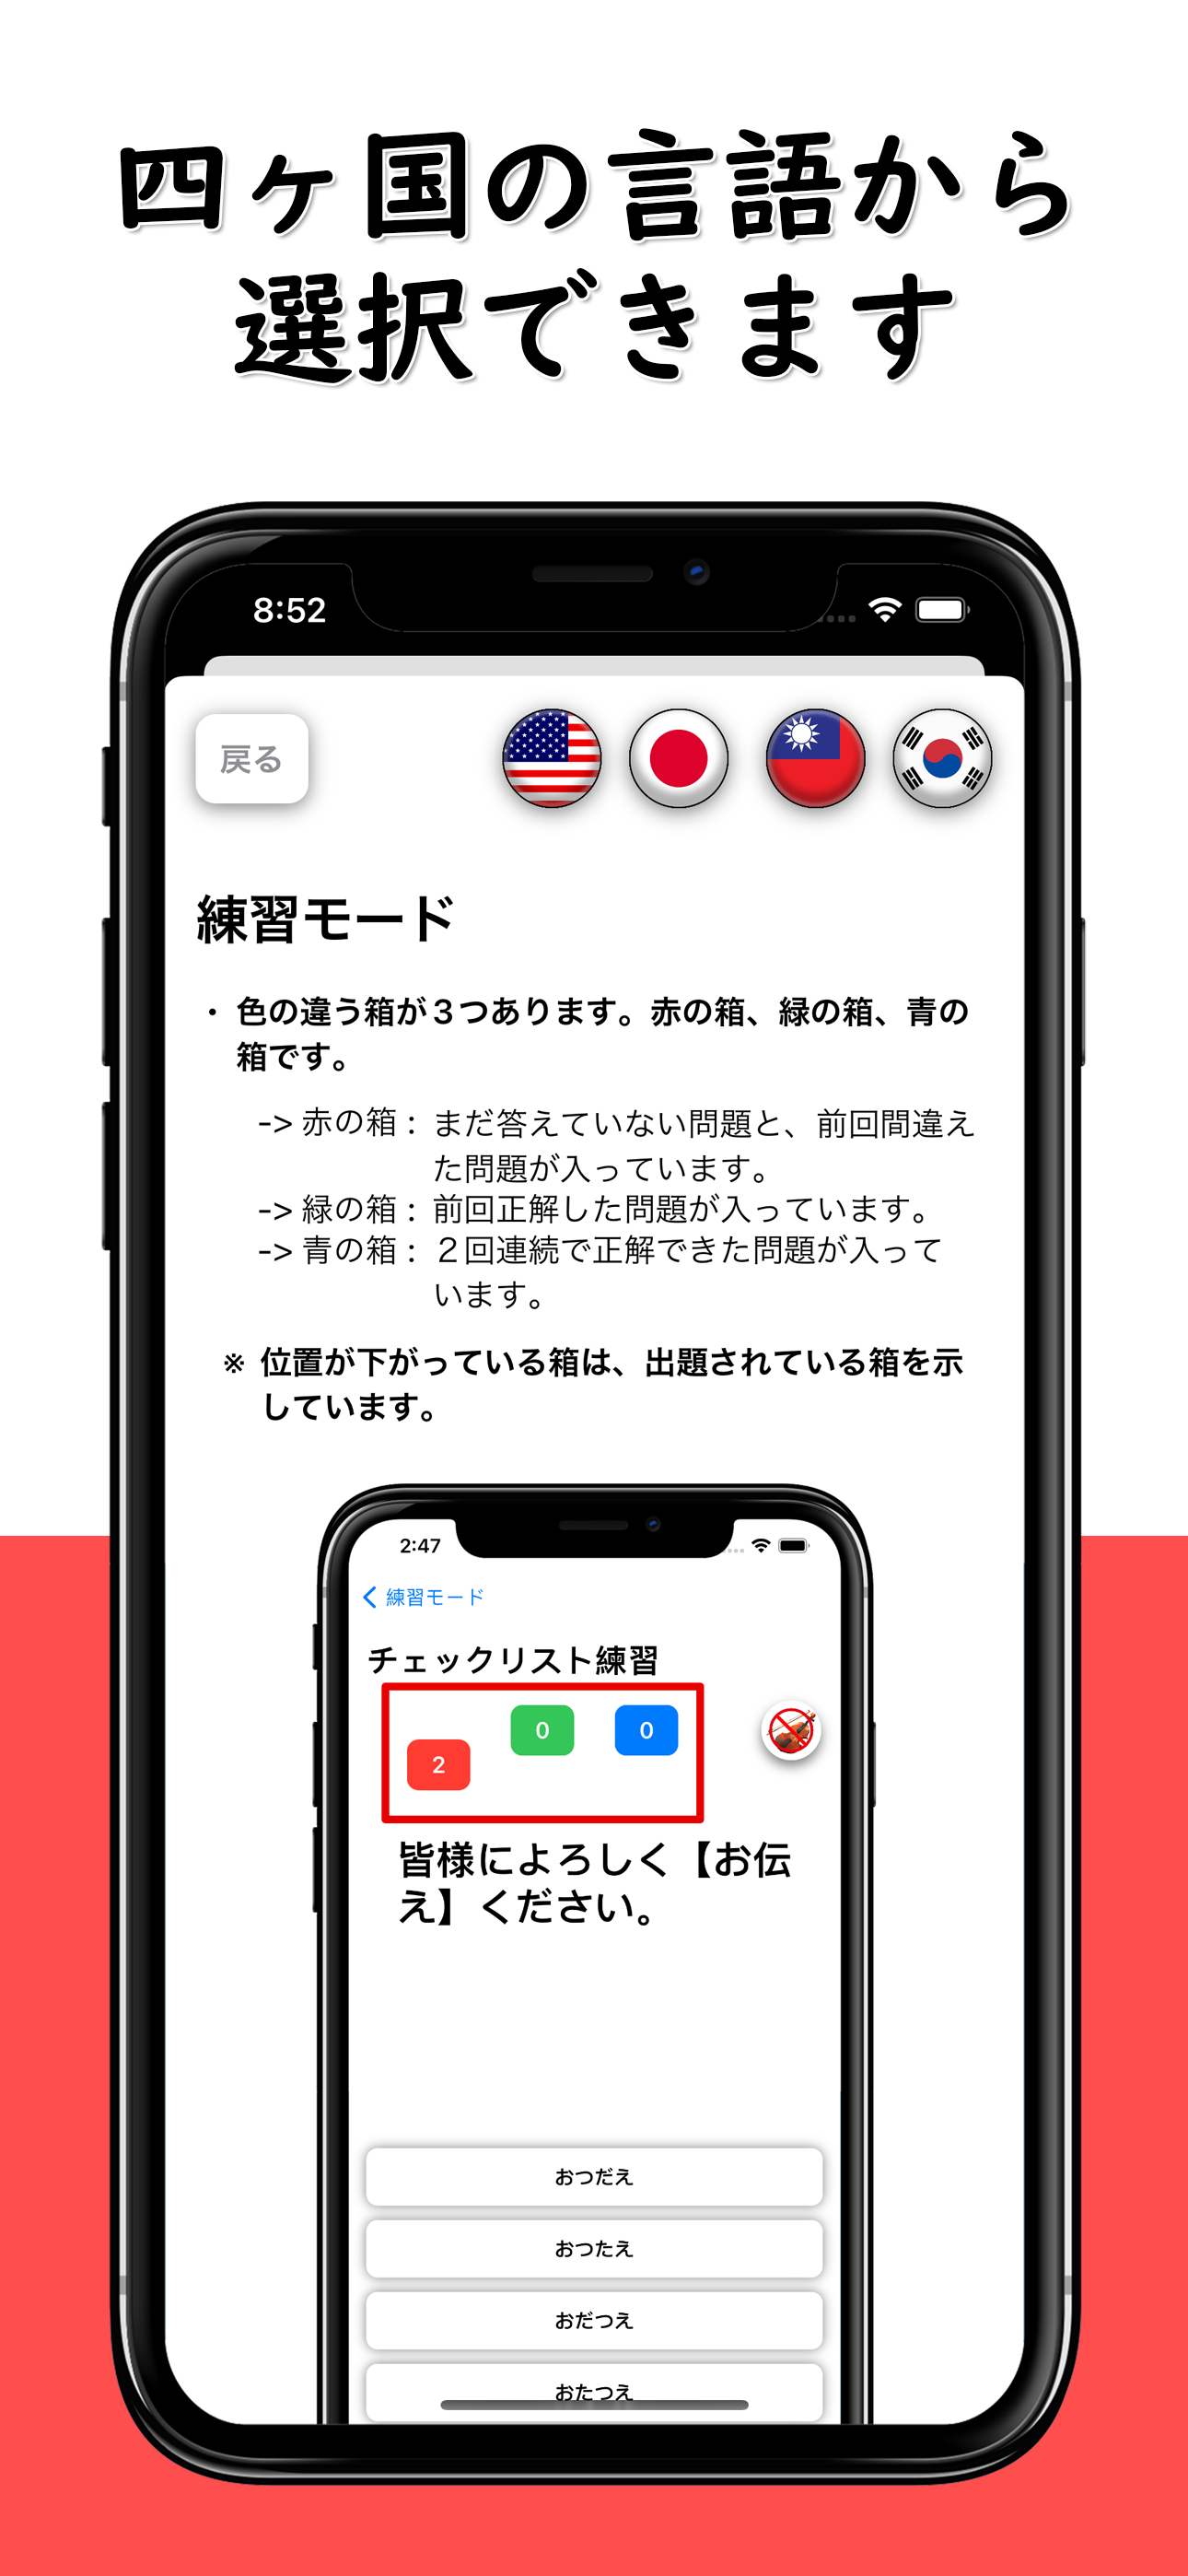 四ヶ国の言語から
選択できます
8:52
戻る
練習モード
・ 色の違う箱が３つあります。赤の箱、緑の箱、青の
箱です。
-> 赤の箱： まだ答えていない問題と、前回間違え
た問題が入っています。
-> 緑の箱： 前回正解した問題が入っています。
-> 青の箱： ２回連続で正解できた問題が入って
います。
※ 位置が下がっている箱は、出題されている箱を示
しています。
2:47
練習モード
チェックリスト練習
2 0 0
皆様によろしく【お伝
え】ください。
おつだえ
おつたえ
おだつえ
おたつえ